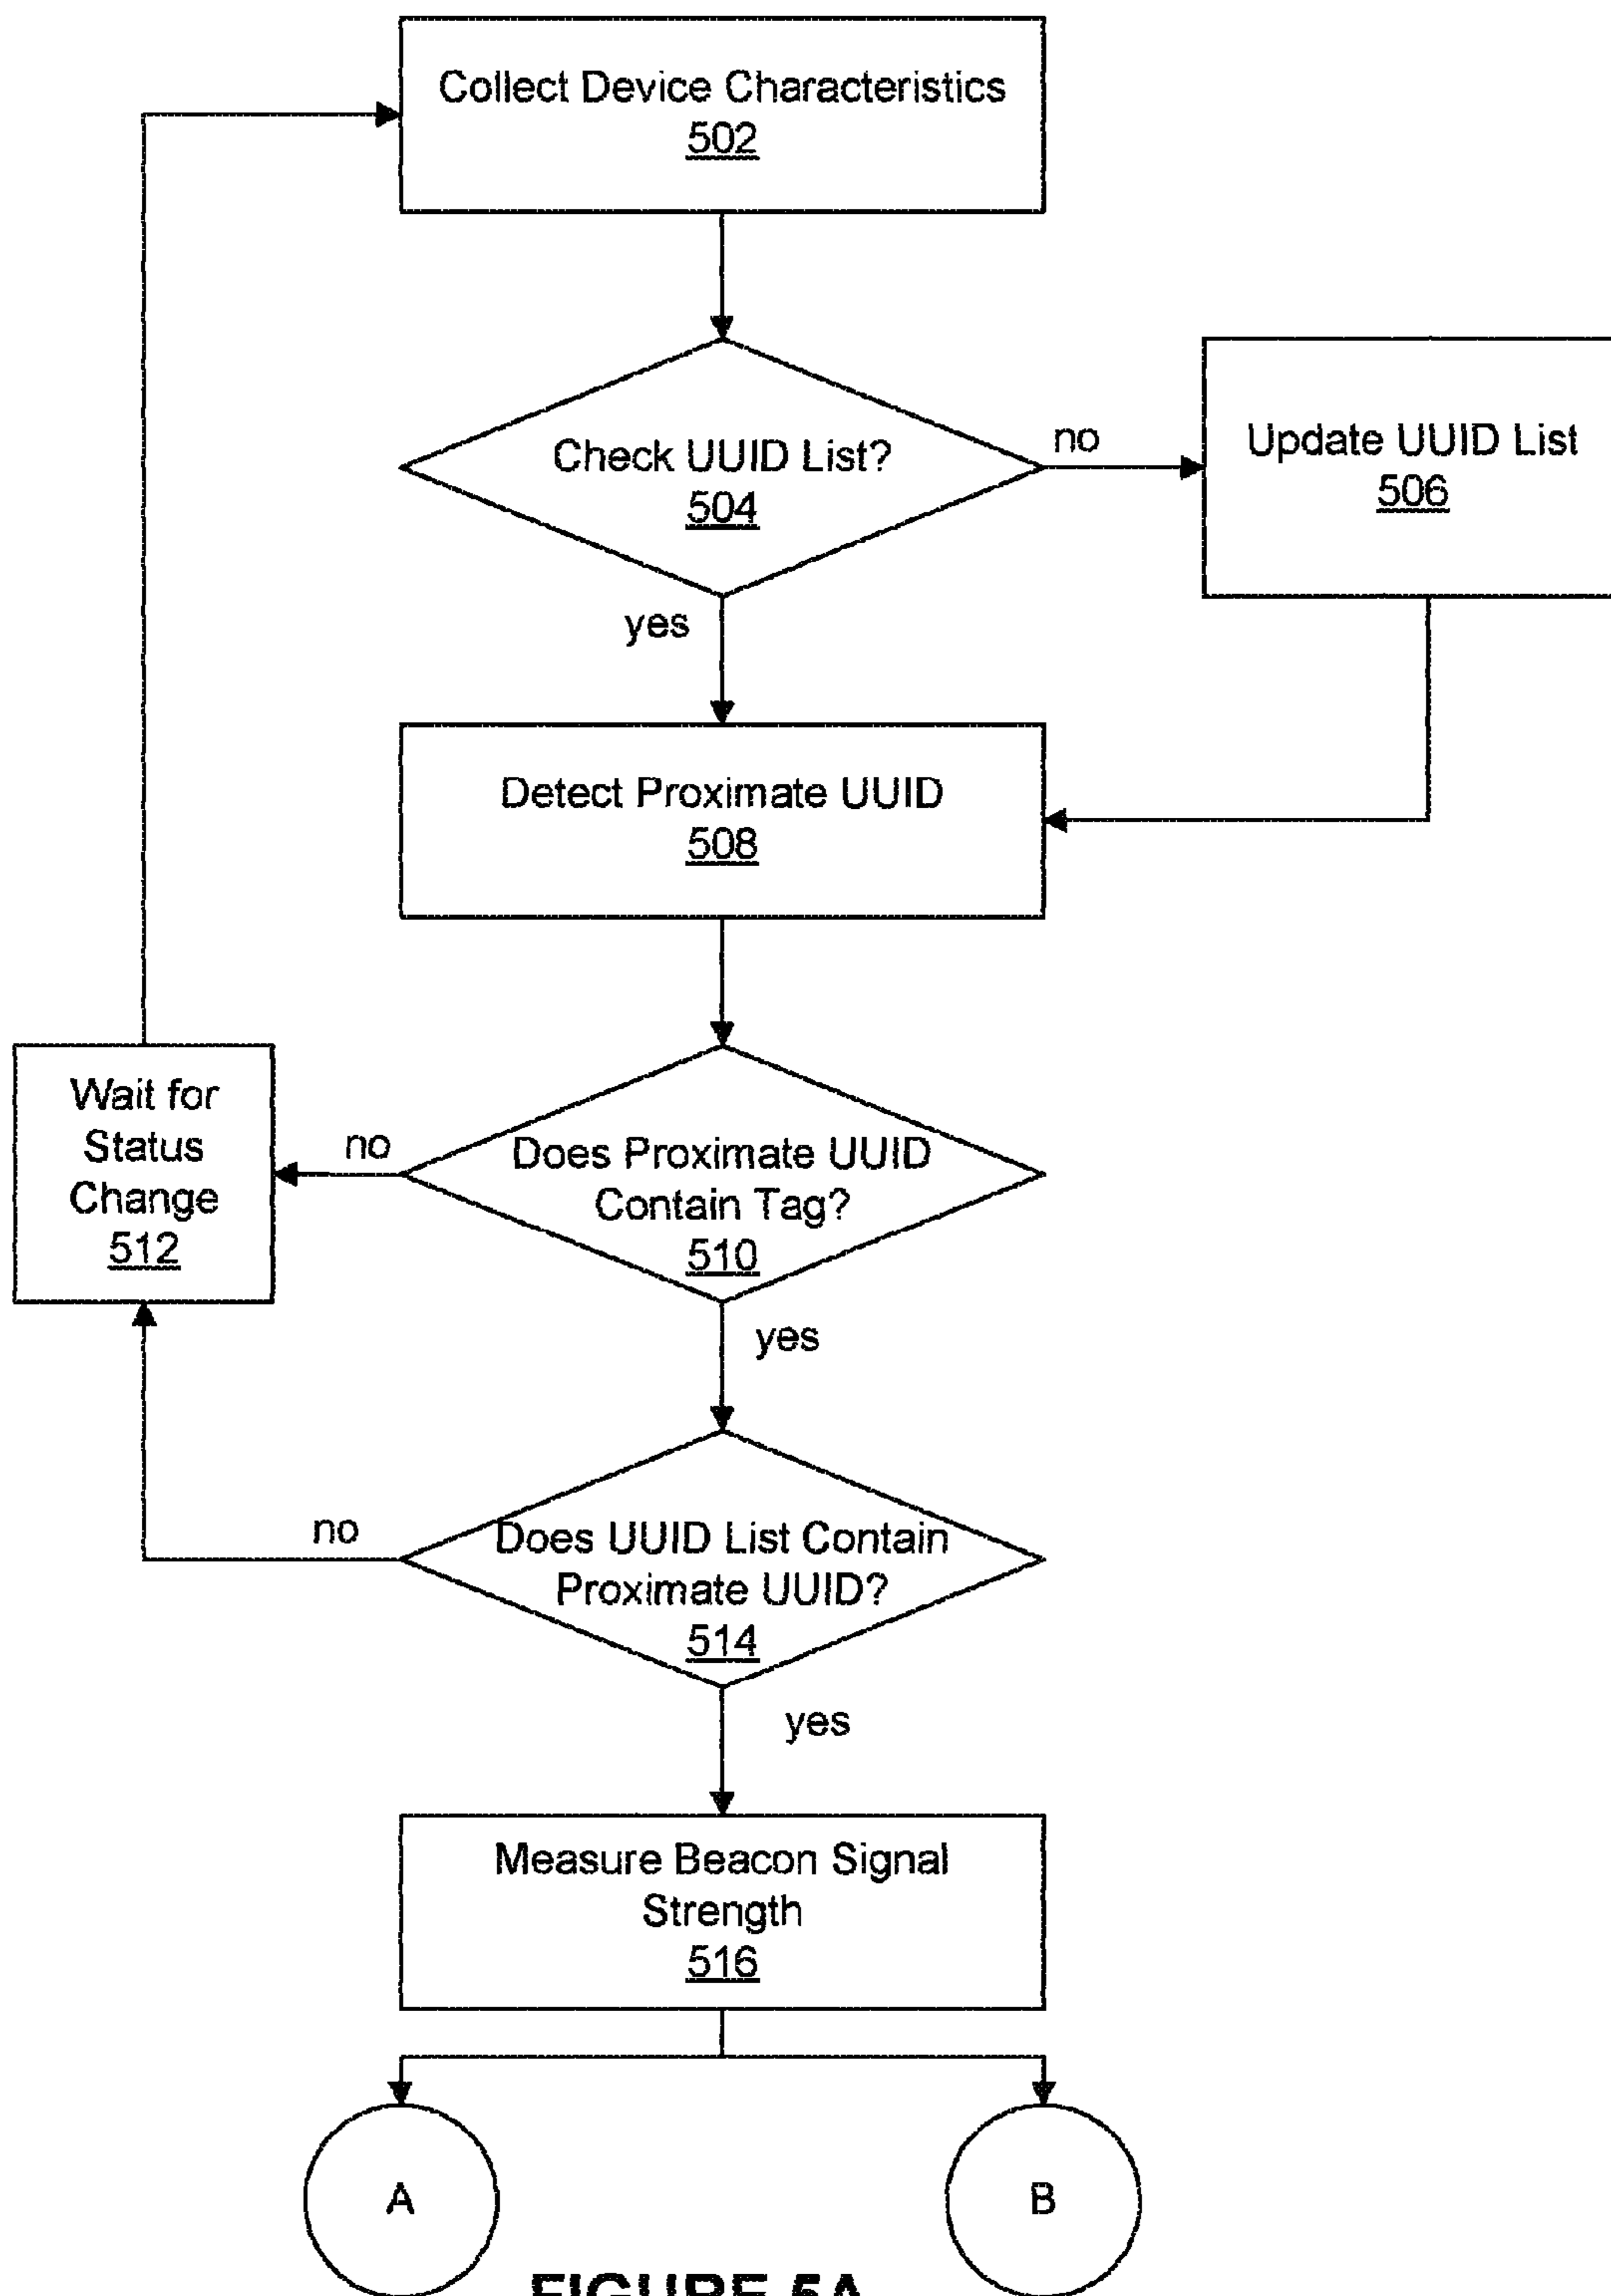 Collect Device Characteristics
502
Check UUID List?
504
no
Update UUID List
506
yes
Detect Proximate UUID
508
Wait for
Status
Change
512
no
Does Proximate UUID
Contain Tag?
510
yes
no
Does UUID List Contain
Proximate UUID?
514
yes
Measure Beacon Signal
Strength
516
A
B
FIGURE 5A